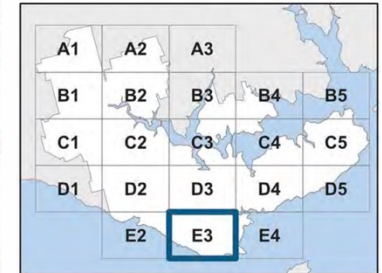 A1 A2 A3
B1 B2 B3 B4 B5
C1 C2 C3 C4 C5
D1 D2 D3 D4 D5
E2 E3 E4